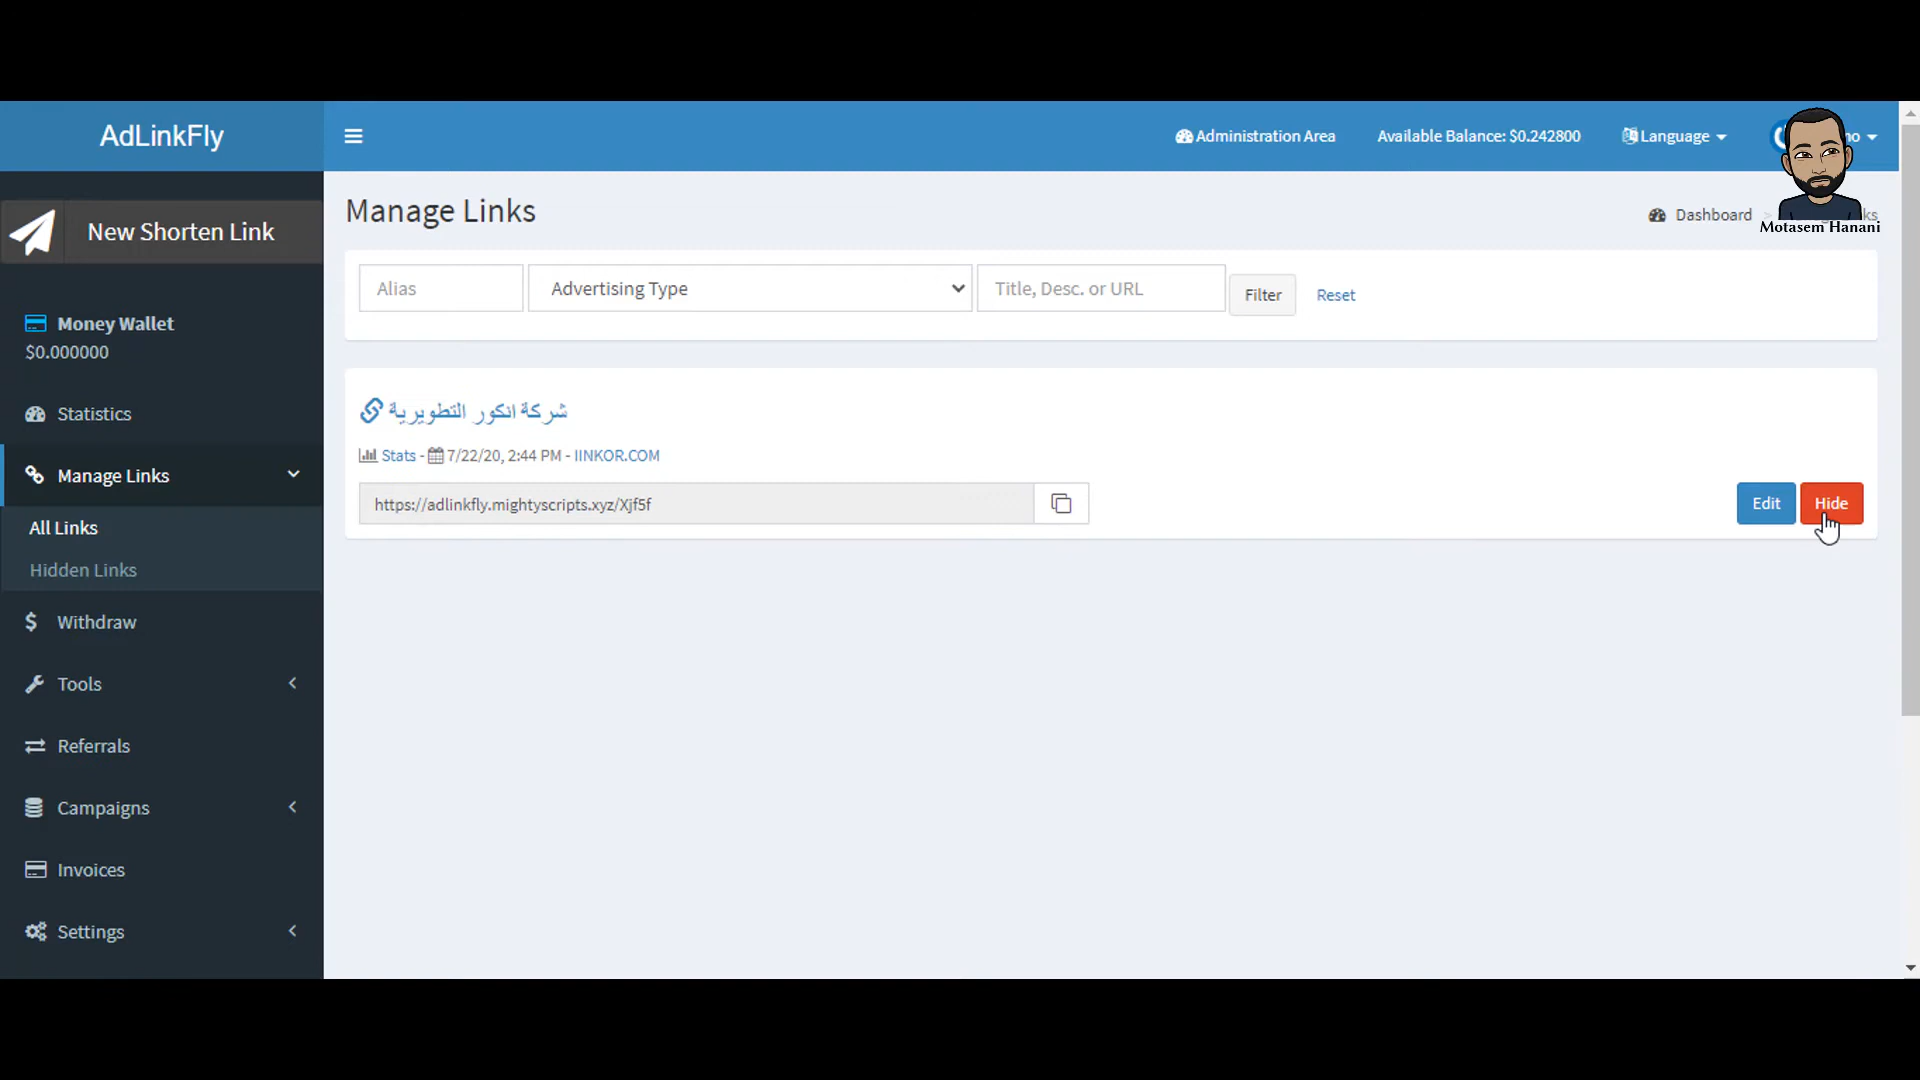 AdLinkFly
Administration Area
Available Balance: $0.242800
Language
Motasem Hanani
New Shorten Link
Manage Links
Dashboard
Alias
Advertising Type
Title, Desc. or URL
Filter
Reset
Money Wallet
$0.000000
Statistics
Manage Links
All Links
Hidden Links
Withdraw
Tools
Referrals
Campaigns
Invoices
Settings
شركة انكور التطويرية
Stats - 7/22/20, 2:44 PM - IINKOR.COM
https://adlinkfly.mightyscripts.xyz/Xjf5f
Edit
Hide